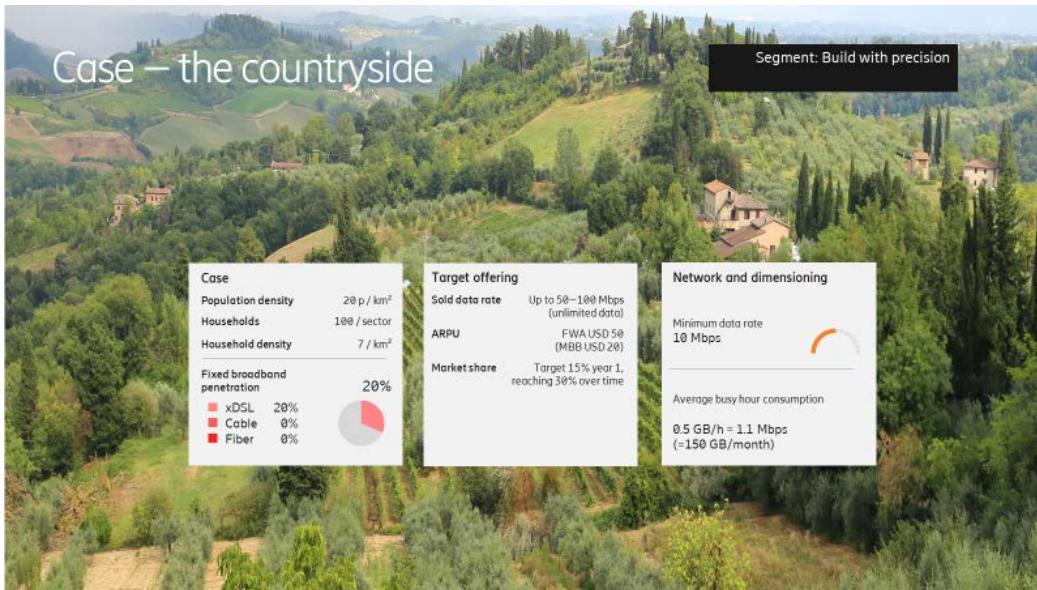 Case – the countryside
Segment: Build with precision
Case
Population density 20 p / km²
Households 100 / sector
Household density 7 / km²
Fixed broadband
penetration 20%
xDSL 20%
Cable 0%
Fiber 0%
Target offering
Sold data rate Up to 50–100 Mbps
(unlimited data)
ARPU FWA USD 50
(MBB USD 20)
Market share Target 15% year 1,
reaching 30% over time
Network and dimensioning
Minimum data rate
10 Mbps
Average busy hour consumption
0.5 GB/h = 1.1 Mbps
(=150 GB/month)